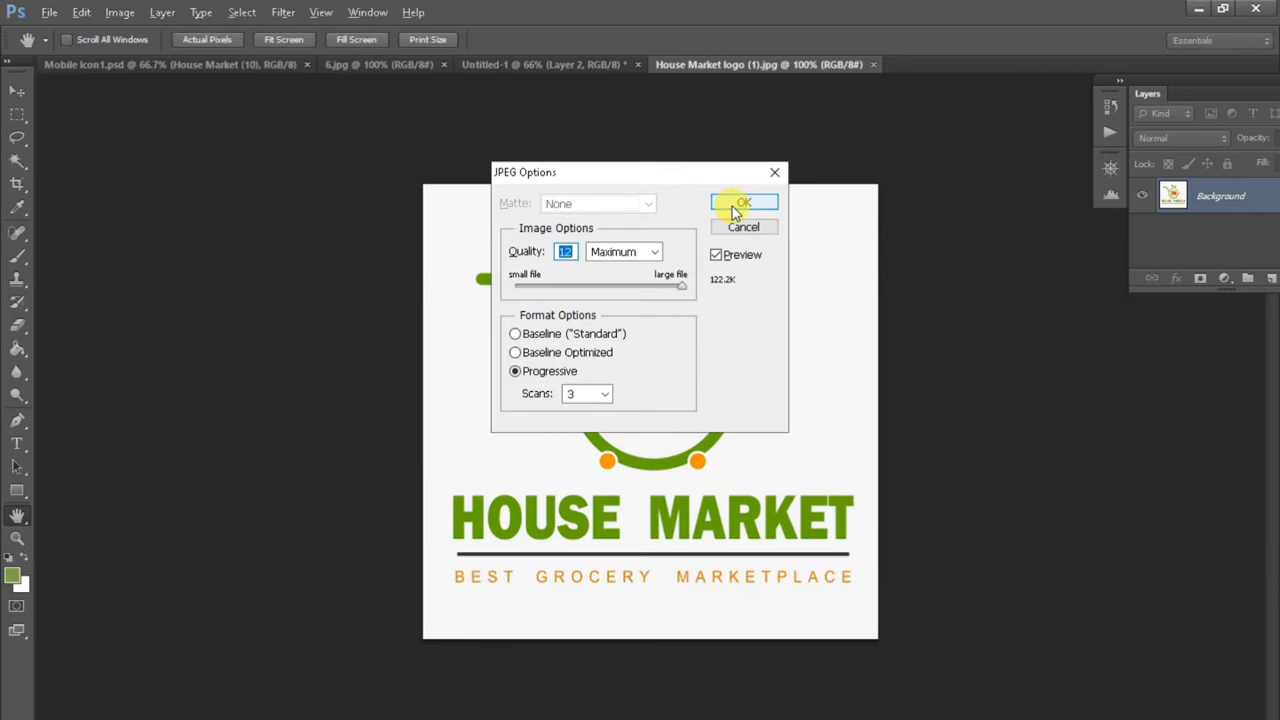 Ps File Edit Image Layer Type Select Filter View Window Help
Scroll All Windows Actual Pixels Fit Screen Fill Screen Print Size Essentials
Mobile Icon1.psd @ 66.7% (House Market (10), RGB/8) × 6.jpg @ 100% (RGB/8#) × Untitled-1 @ 66% (Layer 2, RGB/8) * × House Market logo (1).jpg @ 100% (RGB/8#) ×
Layers
Kind
Normal Opacity:
Lock: Fill:
Background
JPEG Options
Matte: None OK
Cancel
Image Options
Quality: 12 Maximum Preview
small file large file 122.2K
Format Options
Baseline ("Standard")
Baseline Optimized
Progressive
Scans: 3
HOUSE MARKET
BEST GROCERY MARKETPLACE